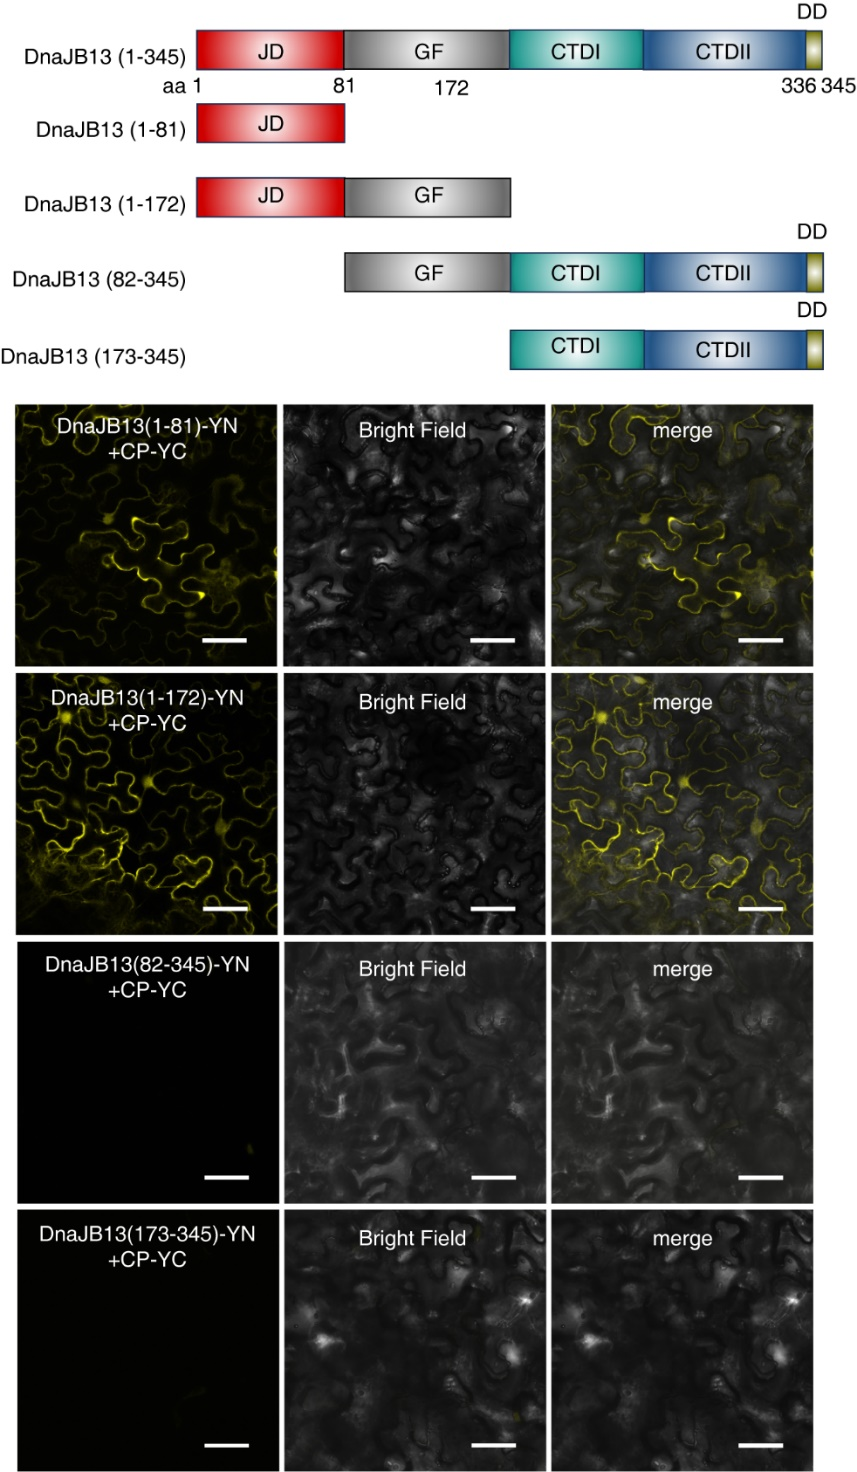 DD
DnaJB13 (1-345) JD GF CTDI CTDII
aa 1 81 172 336 345
DnaJB13 (1-81) JD
DnaJB13 (1-172) JD GF
DD
DnaJB13 (82-345) GF CTDI CTDII
DD
DnaJB13 (173-345) CTDI CTDII
DnaJB13(1-81)-YN Bright Field merge
+CP-YC
DnaJB13(1-172)-YN Bright Field merge
+CP-YC
DnaJB13(82-345)-YN Bright Field merge
+CP-YC
DnaJB13(173-345)-YN Bright Field merge
+CP-YC